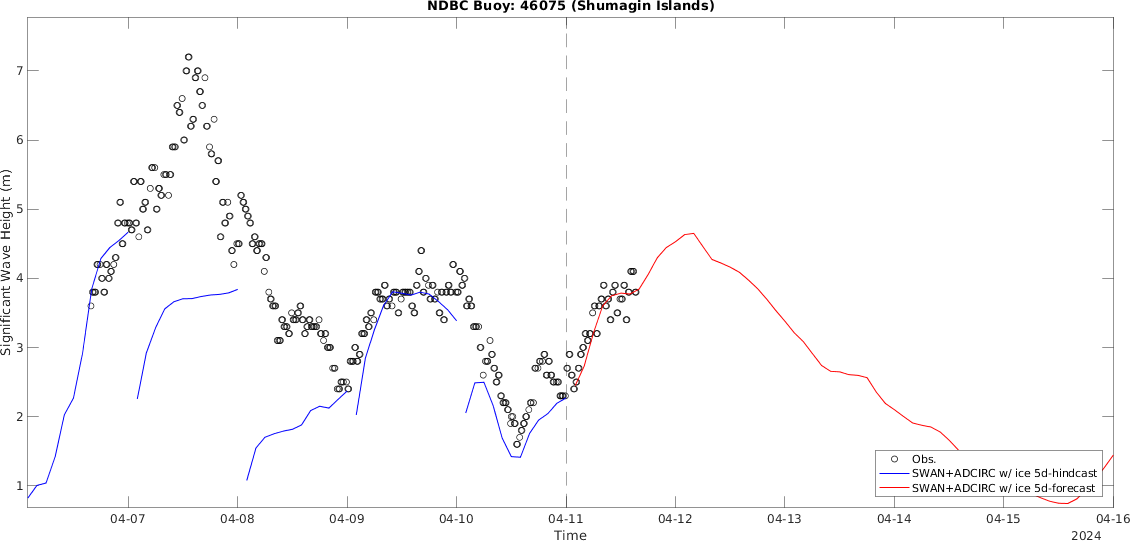 NDBC Buoy: 46075 (Shumagin Islands)
Significant Wave Height (m)
7
6
5
4
3
2
1
Obs.
SWAN+ADCIRC w/ ice 5d-hindcast
SWAN+ADCIRC w/ ice 5d-forecast
04-07 04-08 04-09 04-10 04-11 04-12 04-13 04-14 04-15 04-16
Time
2024